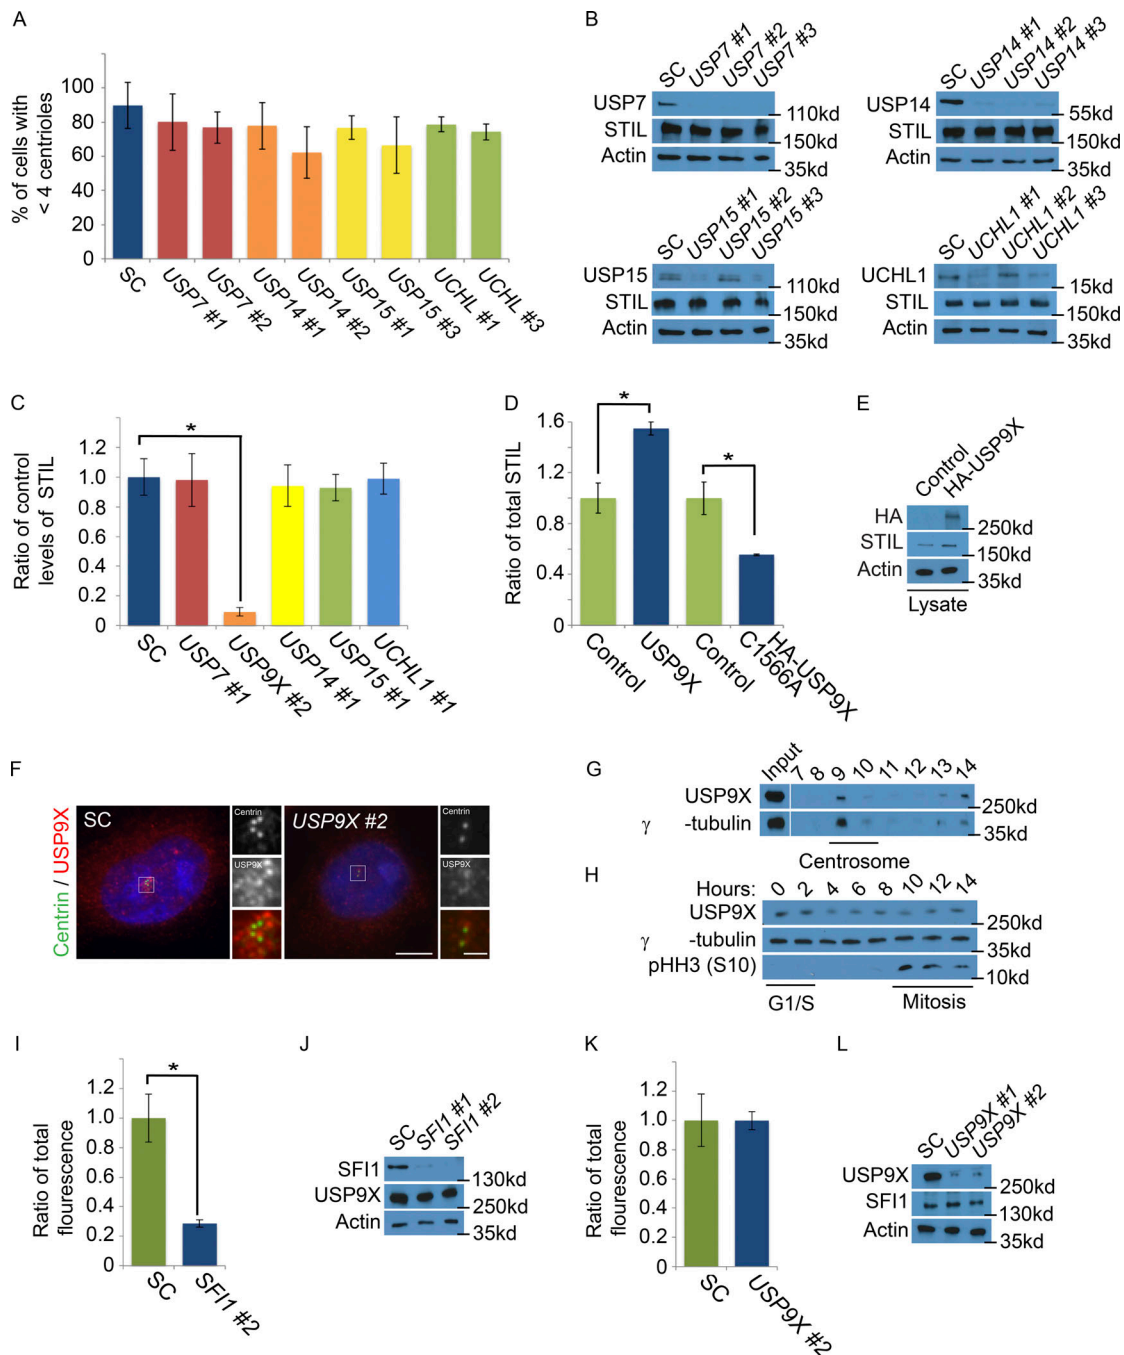 A
% of cells with
< 4 centrioles
100
80
60
40
20
0
SC
USP7 #1
USP7 #2
USP14 #1
USP14 #2
USP15 #1
USP15 #3
UCHL #1
UCHL #3
B
SC
USP7 #1
USP7 #2
USP7 #3
USP7
110kd
STIL
150kd
Actin
35kd
SC
USP14 #1
USP14 #2
USP14 #3
USP14
55kd
STIL
150kd
Actin
35kd
SC
USP15 #1
USP15 #2
USP15 #3
USP15
110kd
STIL
150kd
Actin
35kd
SC
UCHL1 #1
UCHL1 #2
UCHL1 #3
UCHL1
15kd
STIL
150kd
Actin
35kd
C
Ratio of control
levels of STIL
1.2
1.0
0.8
0.6
0.4
0.2
0
*
SC
USP7 #1
USP9X #2
USP14 #1
USP15 #1
UCHL1 #1
D
Ratio of total STIL
1.6
1.2
1
0.8
0.4
0
*
*
Control
USP9X
Control
HA-USP9X
C1566A
E
Control
HA-USP9X
HA
250kd
STIL
150kd
Actin
35kd
Lysate
F
Centrin / USP9X
SC
Centrin
USP9X
USP9X #2
Centrin
USP9X
G
Input
7
8
9
10
11
12
13
14
USP9X
250kd
γ -tubulin
35kd
Centrosome
H
Hours:
0
2
4
6
8
10
12
14
USP9X
250kd
γ -tubulin
35kd
pHH3 (S10)
10kd
G1/S
Mitosis
I
Ratio of total
flourescence
1.2
1.0
0.8
0.6
0.4
0.2
0
*
SC
SFI1 #2
J
SC
SFI1 #1
SFI1 #2
SFI1
130kd
USP9X
250kd
Actin
35kd
K
Ratio of total
flourescence
1.2
1.0
0.8
0.6
0.4
0.2
0
SC
USP9X #2
L
SC
USP9X #1
USP9X #2
USP9X
250kd
SFI1
130kd
Actin
35kd